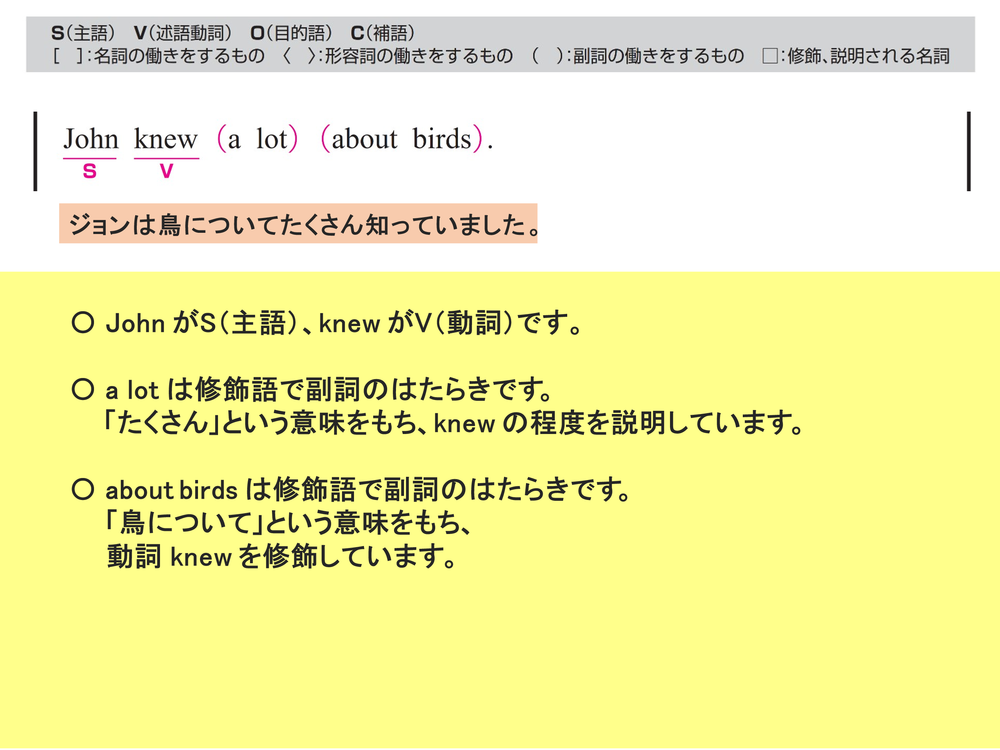 S（主語）　V（述語動詞）　O（目的語）　C（補語）
［　］：名詞の働きをするもの　〈　〉：形容詞の働きをするもの　（　）：副詞の働きをするもの　□：修飾、説明される名詞
John knew （a lot） （about birds）.
S V
ジョンは鳥についてたくさん知っていました。
○ John がS（主語）、knew がV（動詞）です。
○ a lot は修飾語で副詞のはたらきです。
「たくさん」という意味をもち、knew の程度を説明しています。
○ about birds は修飾語で副詞のはたらきです。
「鳥について」という意味をもち、
動詞 knew を修飾しています。